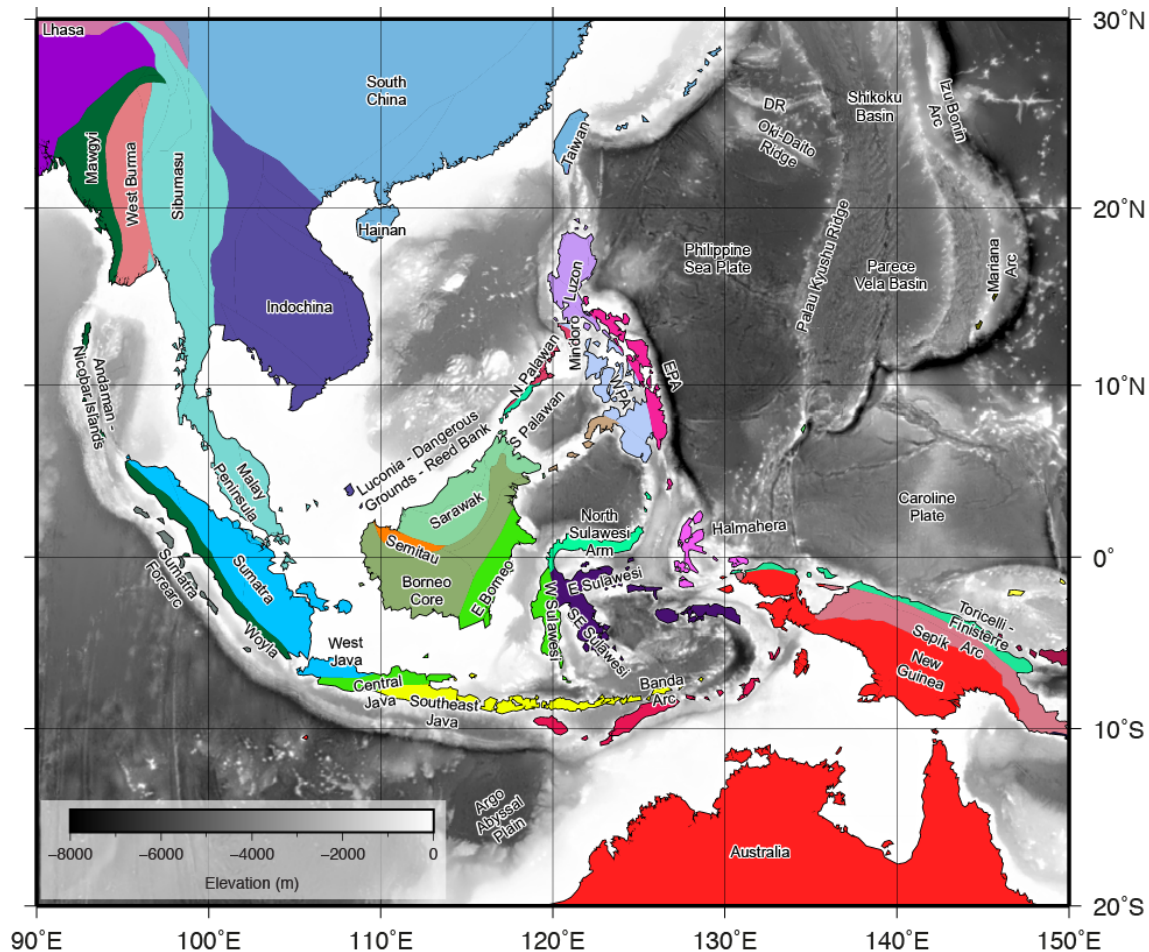 Lhasa
South
China
30˚N
DR
Shikoku
Basin
Izu Bonin
Arc
Oki-Daito
Ridge
Taiwan
Mawgyi
West Burma
Sibumasu
20˚N
Hainan
Philippine
Sea Plate
Palau Kyushu Ridge
Parece
Vela Basin
Mariana
Arc
Indochina
Luzon
Mindoro
N Palawan
EPA
10˚N
Andaman -
Nicobar Islands
NPA
S Palawan
Luconia - Dangerous
Grounds - Reed Bank
Malay
Peninsula
Sarawak
Caroline
Plate
North
Sulawesi
Arm
Halmahera
0˚
Semitau
Borneo
Core
E Borneo
Sumatra
Sumatra
Forearc
W Sulawesi
E Sulawesi
SE Sulawesi
Toricelli -
Finisterre
Arc
Sepik
New
Guinea
Woyla
West
Java
Central
Java
Southeast
Java
Banda
Arc
10˚S
Argo
Abyssal
Plain
Australia
−8000 −6000 −4000 −2000 0
Elevation (m)
20˚S
90˚E 100˚E 110˚E 120˚E 130˚E 140˚E 150˚E